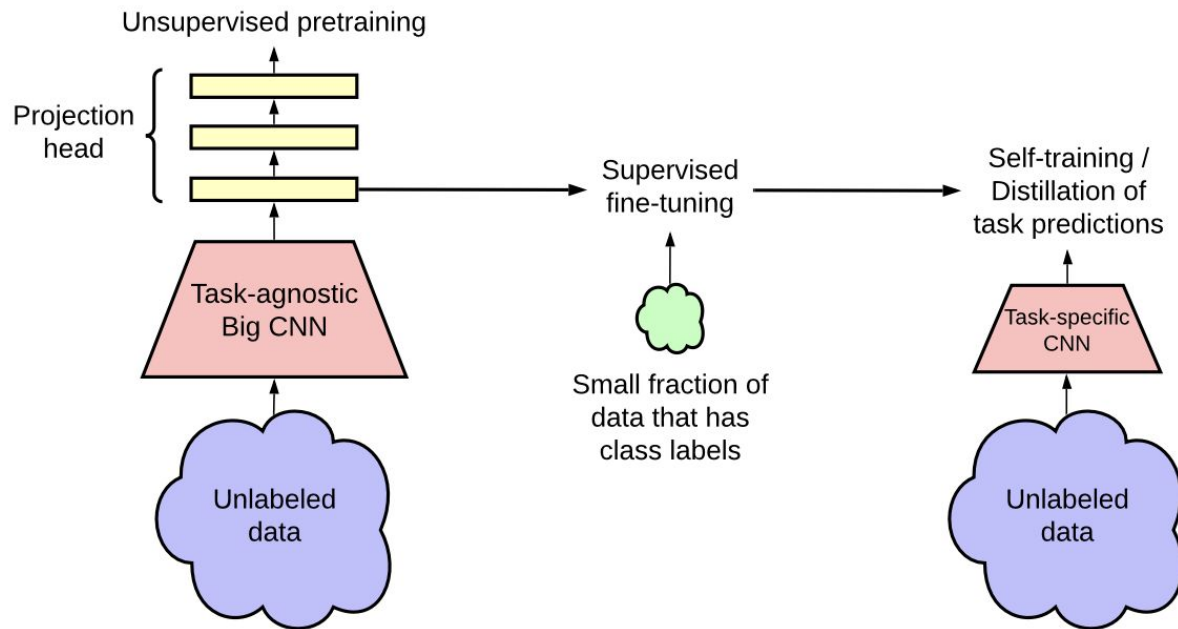 Unsupervised pretraining
Projection
head
Task-agnostic
Big CNN
Unlabeled
data
Supervised
fine-tuning
Small fraction of
data that has
class labels
Self-training /
Distillation of
task predictions
Task-specific
CNN
Unlabeled
data